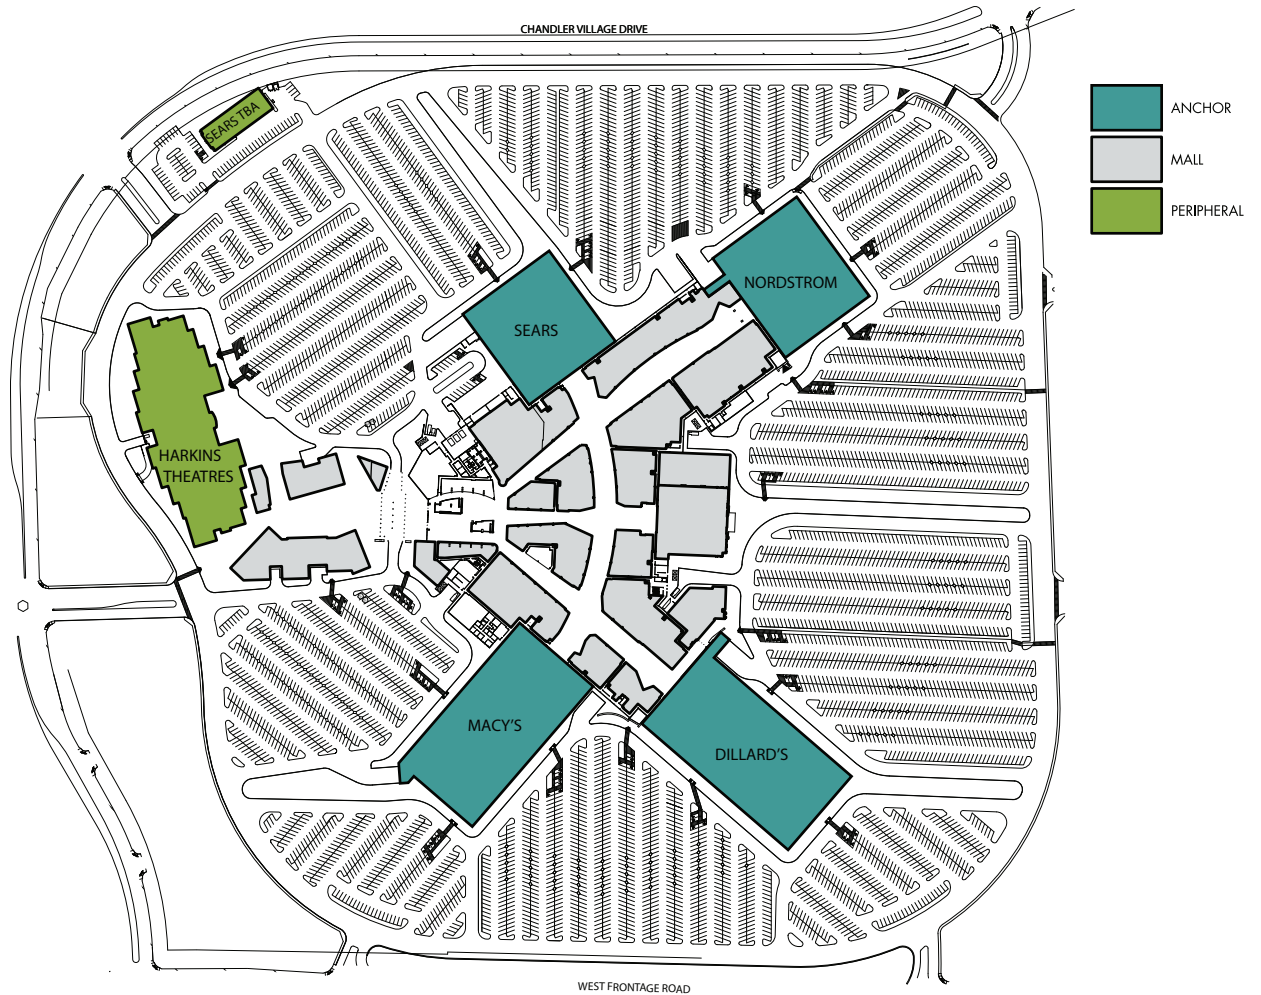 CHANDLER VILLAGE DRIVE
ANCHOR
MALL
PERIPHERAL
SEARS TBA
NORDSTROM
SEARS
HARKINS
THEATRES
MACY'S
DILLARD'S
WEST FRONTAGE ROAD